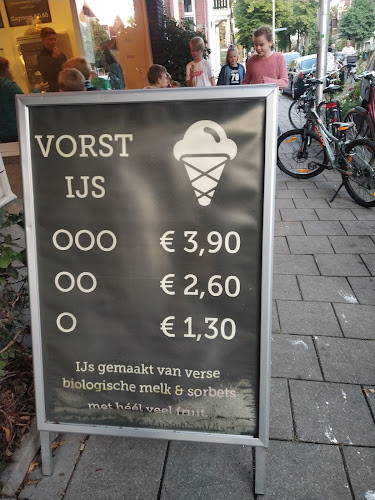 VORST
IJS
OOO € 3,90
OO € 2,60
O € 1,30
IJs gemaakt van verse
biologische melk & sorbets
met héél veel fruit